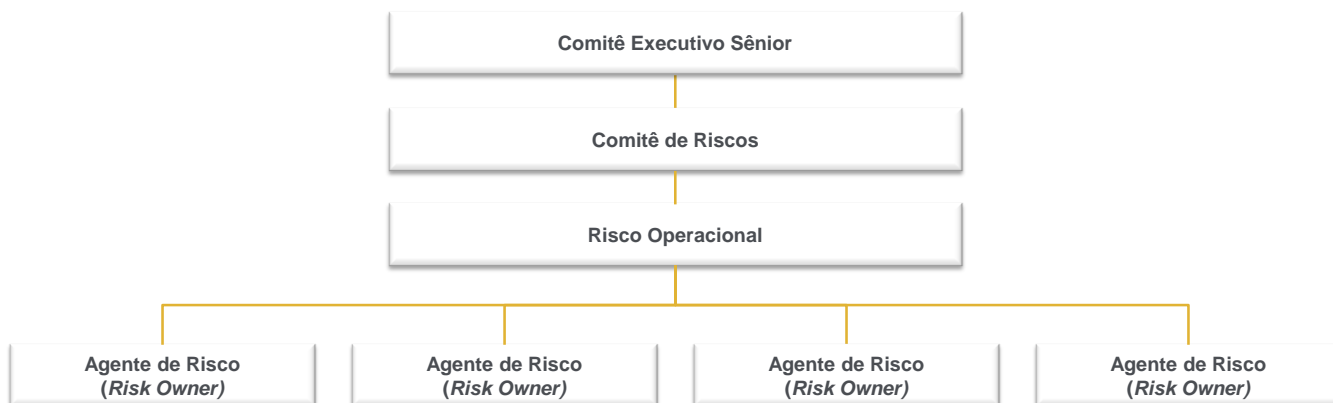 Comitê Executivo Sênior
Comitê de Riscos
Risco Operacional
Agente de Risco
(Risk Owner)
Agente de Risco
(Risk Owner)
Agente de Risco
(Risk Owner)
Agente de Risco
(Risk Owner)